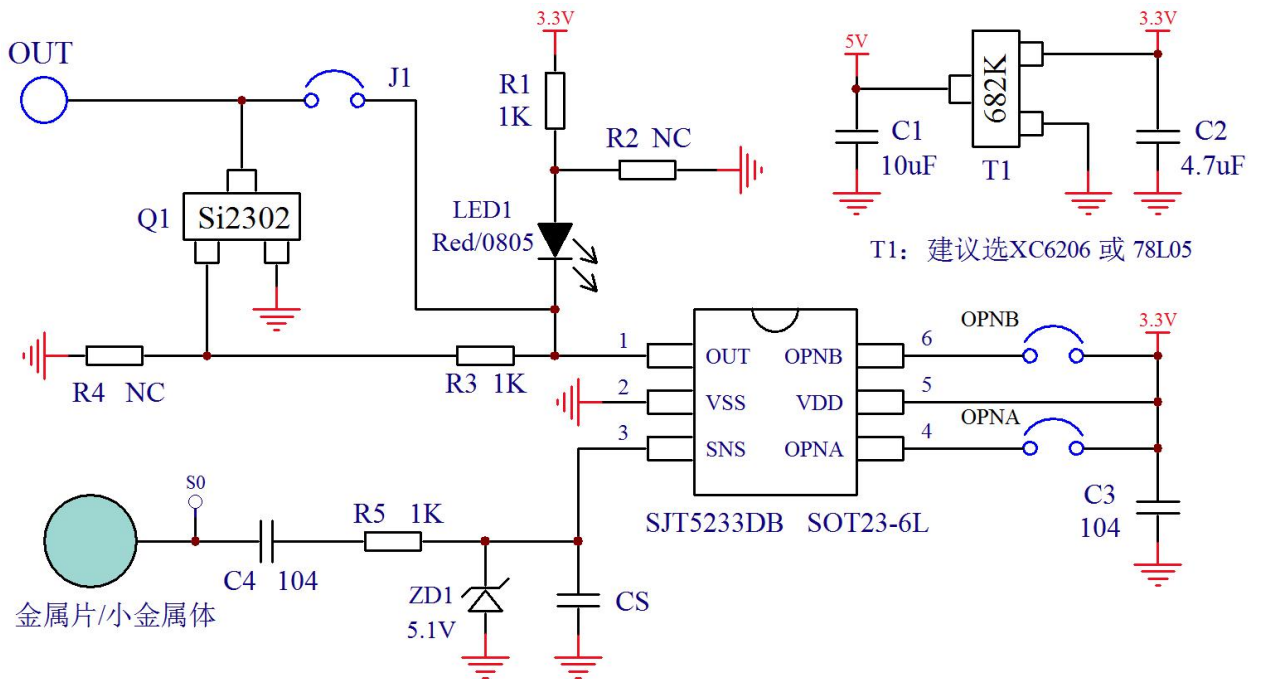 OUT
J1
3.3V
R1
1K
R2 NC
LED1
Red/0805
Q1
Si2302
R4 NC
R3 1K
5V
C1
10uF
682K
T1
3.3V
C2
4.7uF
T1：建议选XC6206 或 78L05
1
2
3
OUT
VSS
SNS
OPNB
VDD
OPNA
6
5
4
SJT5233DB SOT23-6L
OPNB
OPNA
3.3V
C3
104
S0
C4 104
R5 1K
ZD1
5.1V
CS
金属片/小金属体